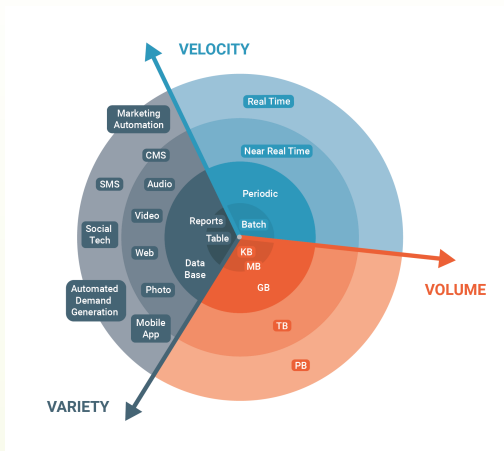 VELOCITY
Real Time
Marketing
Automation
CMS
Near Real Time
SMS
Audio
Periodic
Video
Reports
Batch
Social
Tech
Table
Web
KB
MB
Data
Base
GB
VOLUME
Automated
Demand
Generation
Photo
Mobile
App
TB
PB
VARIETY